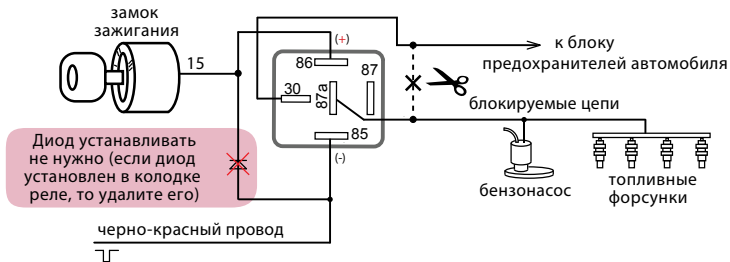 замок
зажигания
15
86
(+)
87
30
87a
85
(-)
к блоку
предохранителей автомобиля
блокируемые цепи
Диод устанавливать
не нужно (если диод
установлен в колодке
реле, то удалите его)
бензонасос
топливные
форсунки
черно-красный провод